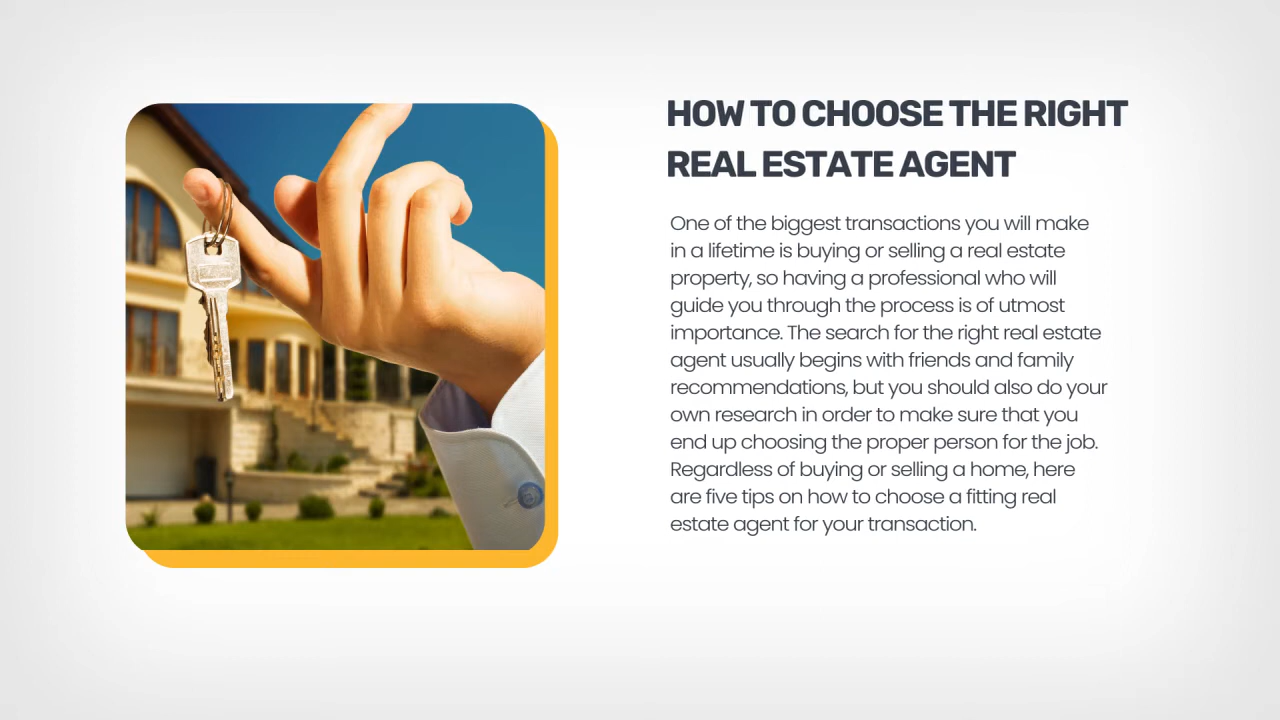 HOW TO CHOOSE THE RIGHT
REAL ESTATE AGENT
One of the biggest transactions you will make
in a lifetime is buying or selling a real estate
property, so having a professional who will
guide you through the process is of utmost
importance. The search for the right real estate
agent usually begins with friends and family
recommendations, but you should also do your
own research in order to make sure that you
end up choosing the proper person for the job.
Regardless of buying or selling a home, here
are five tips on how to choose a fitting real
estate agent for your transaction.